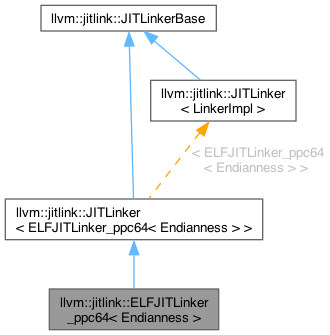 llvm::jitlink::JITLinkerBase
llvm::jitlink::JITLinker
< LinkerImpl >
< ELFJITLinker_ppc64
< Endianness > >
llvm::jitlink::JITLinker
< ELFJITLinker_ppc64< Endianness > >
llvm::jitlink::ELFJITLinker
_ppc64< Endianness >